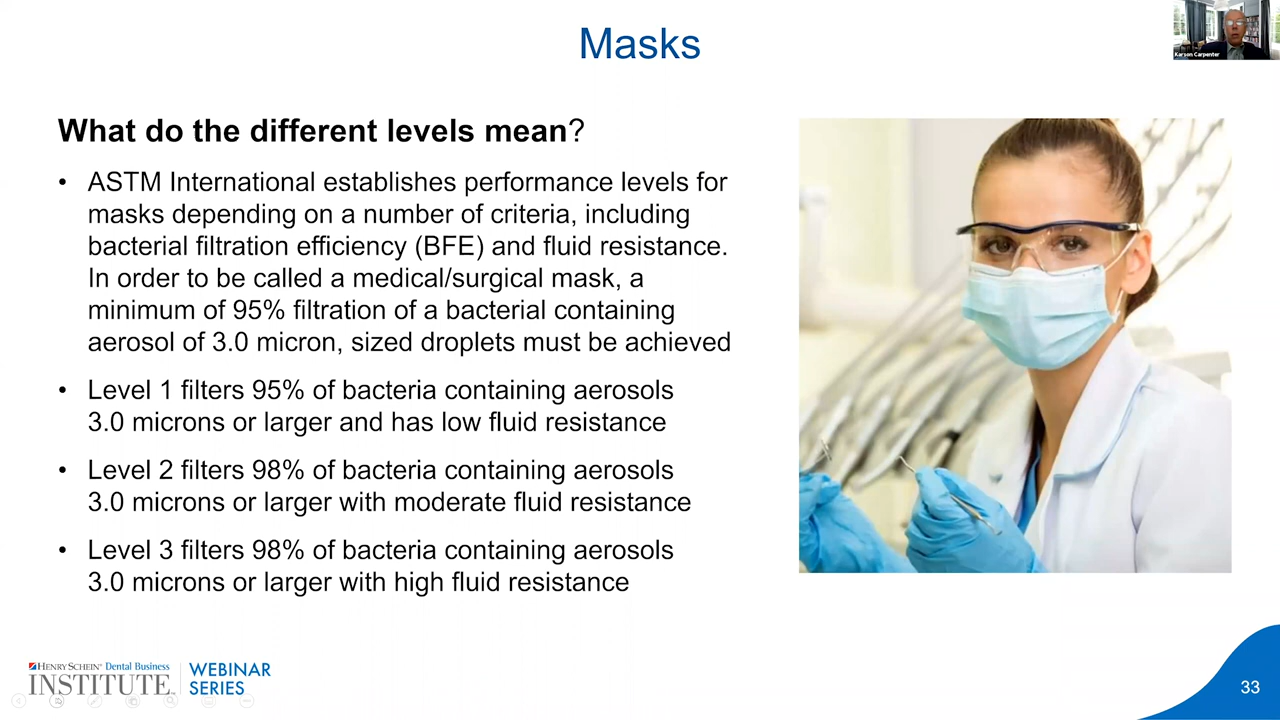 Masks
Karson Carpenter
What do the different levels mean?
• ASTM International establishes performance levels for
masks depending on a number of criteria, including
bacterial filtration efficiency (BFE) and fluid resistance.
In order to be called a medical/surgical mask, a
minimum of 95% filtration of a bacterial containing
aerosol of 3.0 micron, sized droplets must be achieved
• Level 1 filters 95% of bacteria containing aerosols
3.0 microns or larger and has low fluid resistance
• Level 2 filters 98% of bacteria containing aerosols
3.0 microns or larger with moderate fluid resistance
• Level 3 filters 98% of bacteria containing aerosols
3.0 microns or larger with high fluid resistance
HENRY SCHEIN® Dental Business
INSTITUTE™
WEBINAR
SERIES
33